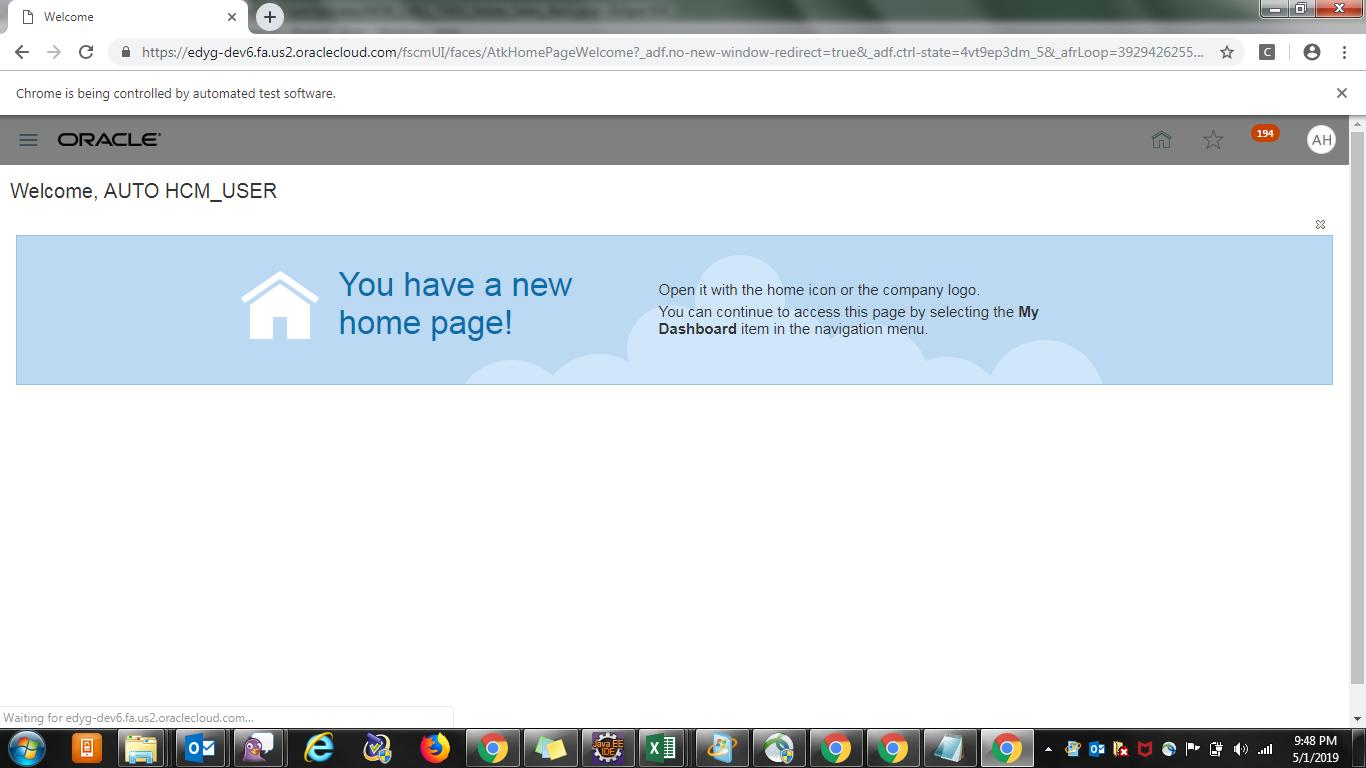 Welcome
https://edyg-dev6.fa.us2.oraclecloud.com/fscmUI/faces/AtkHomePageWelcome?_adf.no-new-window-redirect=true&_adf.ctrl-state=4vt9ep3dm_5&_afrLoop=3929426255...
C
Chrome is being controlled by automated test software.
ORACLE
194
AH
Welcome, AUTO HCM_USER
You have a new
home page!
Open it with the home icon or the company logo.
You can continue to access this page by selecting the My
Dashboard item in the navigation menu.
Waiting for edyg-dev6.fa.us2.oraclecloud.com...
Java EE
IDE
9:48 PM
5/1/2019